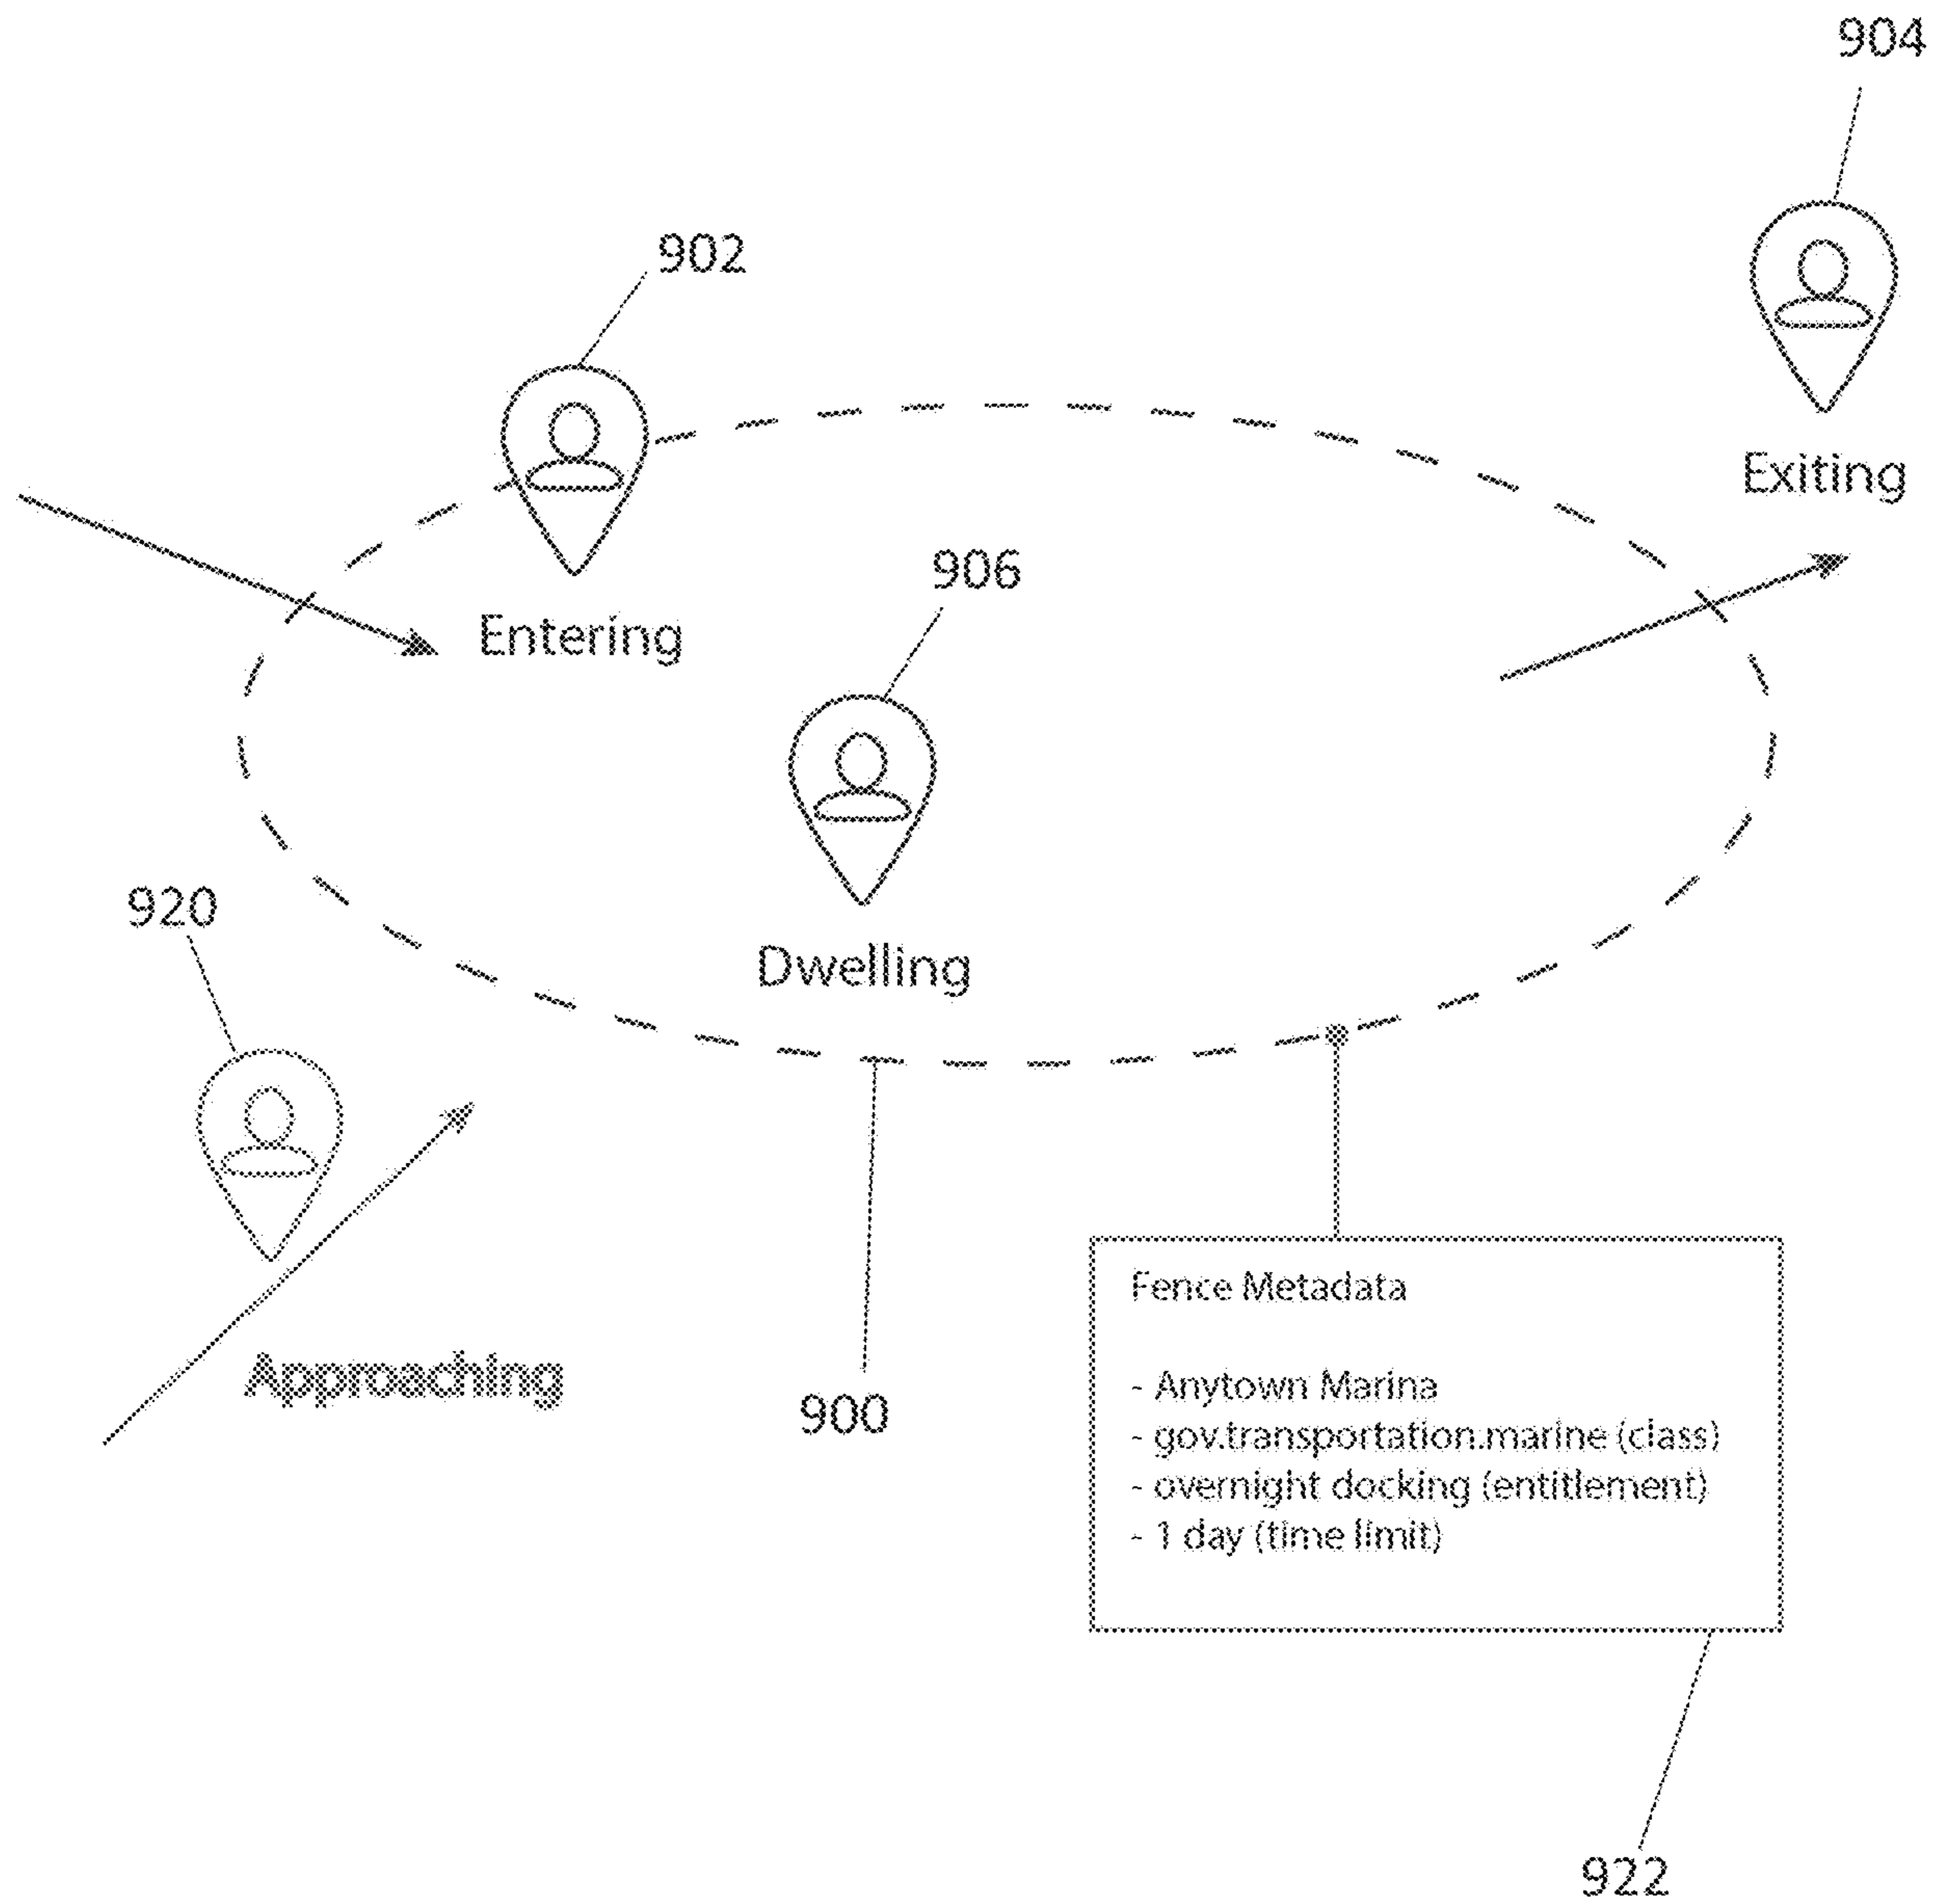 904
902
Exiting
906
Entering
920
Dwelling
Approaching
900
Fence Metadata
- Anytown Marina
- gov.transportation.marine (class)
- overnight docking (entitlement)
- 1 day (time limit)
922